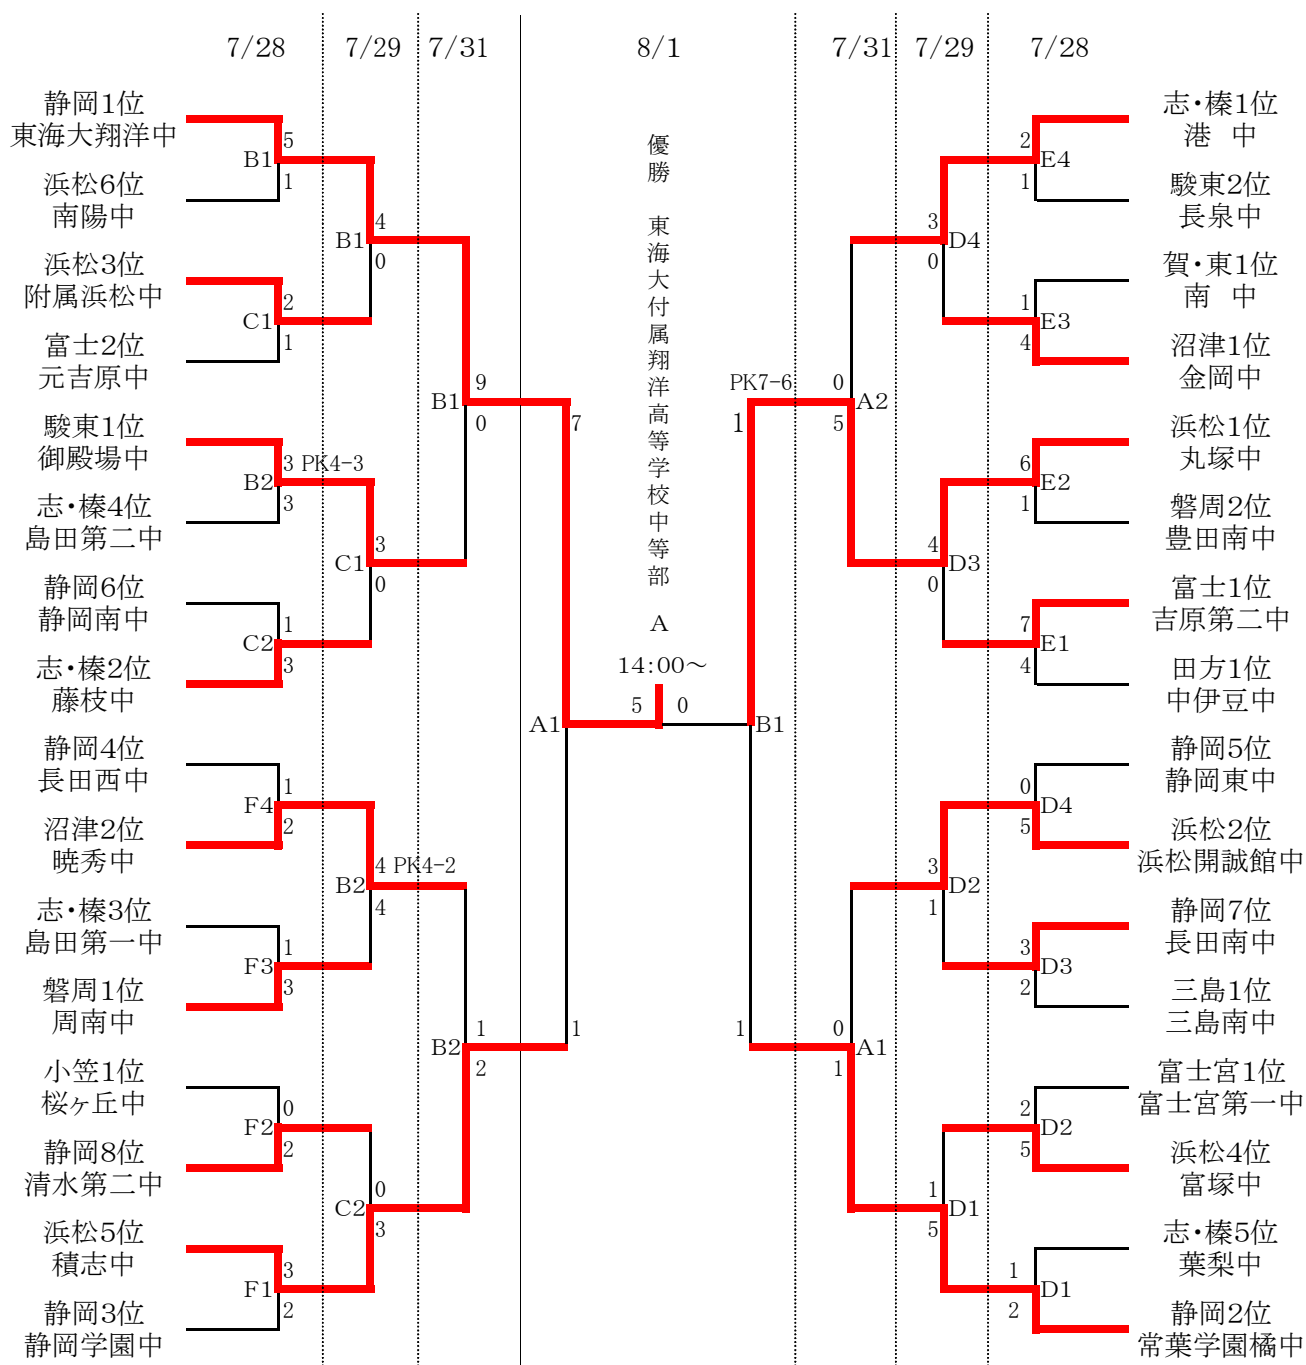 7/28
7/29
7/31
8/1
7/31
7/29
7/28
優勝 東海大付属翔洋高等学校中等部 A
14:00～
5
0
A1
B1
7
1
PK7-6
1
1
静岡1位
東海大翔洋中
5
B1
1
浜松6位
南陽中
4
B1
0
浜松3位
附属浜松中
2
C1
1
富士2位
元吉原中
9
B1
0
駿東1位
御殿場中
3 PK4-3
B2
3
志・榛4位
島田第二中
3
C1
0
静岡6位
静岡南中
1
C2
3
志・榛2位
藤枝中
静岡4位
長田西中
1
F4
2
沼津2位
暁秀中
4 PK4-2
B2
4
志・榛3位
島田第一中
1
F3
3
磐周1位
周南中
1
B2
2
小笠1位
桜ヶ丘中
0
F2
2
静岡8位
清水第二中
0
C2
3
浜松5位
積志中
3
F1
2
静岡3位
静岡学園中
志・榛1位
港 中
2
E4
1
駿東2位
長泉中
3
D4
0
賀・東1位
南 中
1
E3
4
沼津1位
金岡中
0
A2
5
浜松1位
丸塚中
6
E2
1
磐周2位
豊田南中
4
D3
0
富士1位
吉原第二中
7
E1
4
田方1位
中伊豆中
静岡5位
静岡東中
0
D4
5
浜松2位
浜松開誠館中
3
D2
1
静岡7位
長田南中
3
D3
2
三島1位
三島南中
0
A1
1
富士宮1位
富士宮第一中
2
D2
5
浜松4位
富塚中
1
D1
5
志・榛5位
葉梨中
1
D1
2
静岡2位
常葉学園橘中